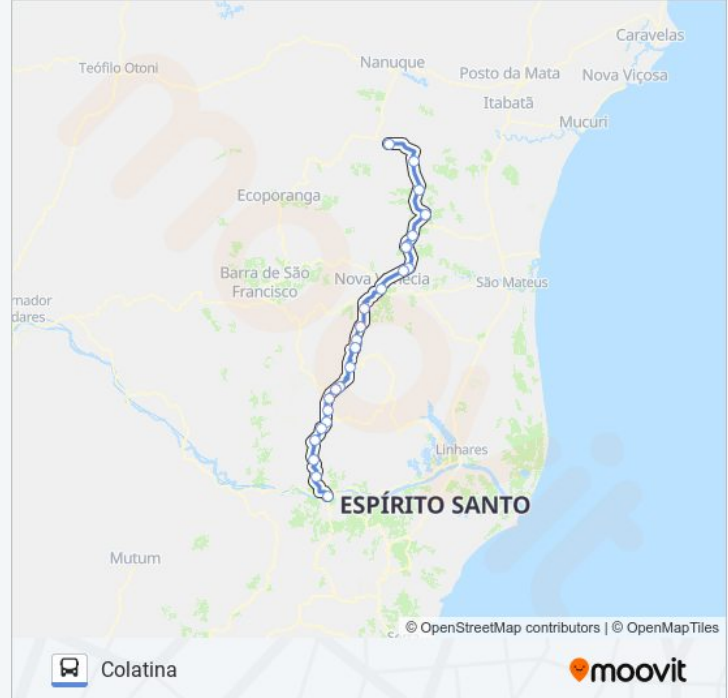 Caravelas
Teófilo Otoni
Nanuque
Posto da Mata
Nova Viçosa
Itabatã
Mucuri
Ecoporanga
Barra de São
Francisco
Nova Venécia
São Mateus
mador
dares
Linhares
ESPÍRITO SANTO
Mutum
© OpenStreetMap contributors | © OpenMapTiles
Colatina
moovit